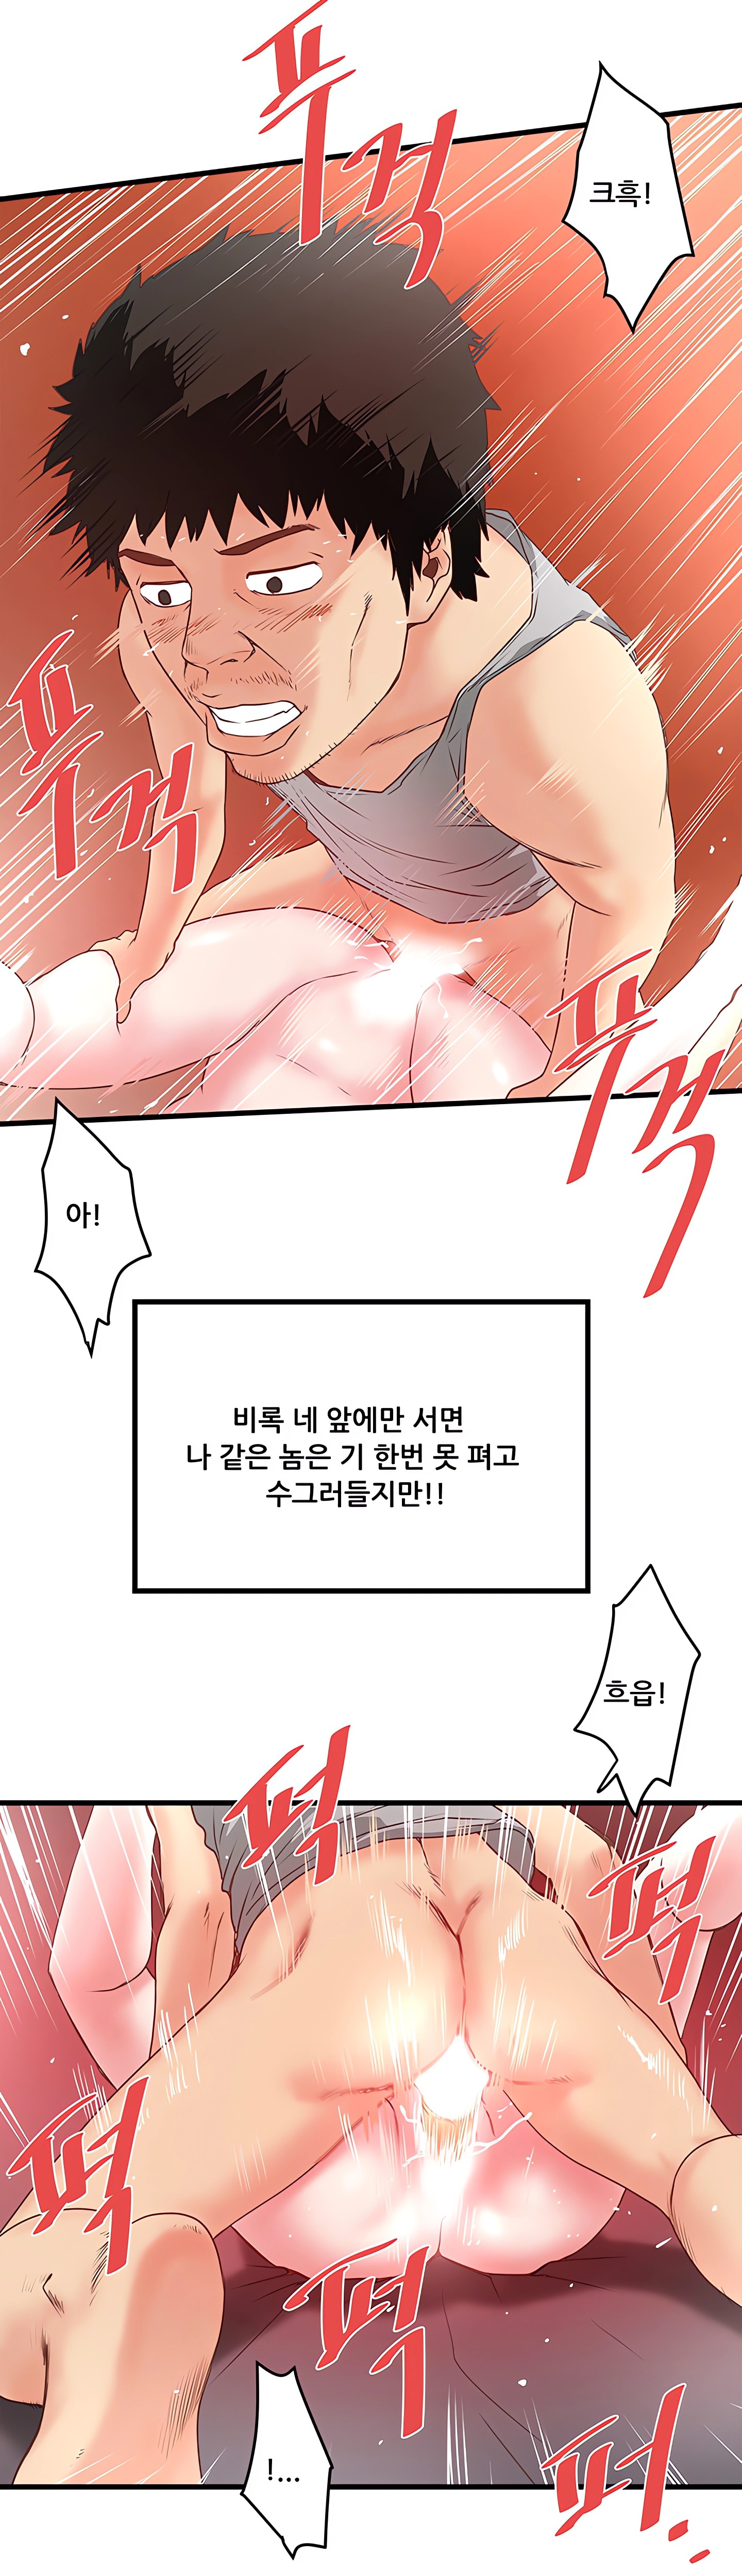 푸걱
크흑!
푸걱
푸걱
아!
비록 네 앞에만 서면
나 같은 놈은 기 한번 못 펴고
수그러들지만!!
흐읍!
퍽
퍽
퍽
퍽
!...
퍼..